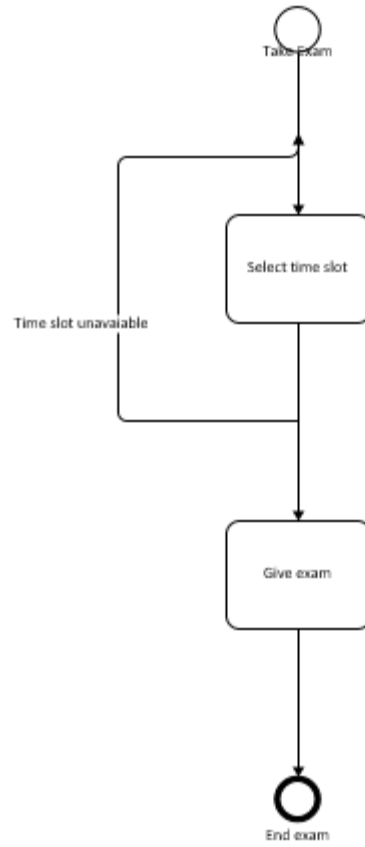 Take Exam
Select time slot
Time slot unavaiable
Give exam
End exam